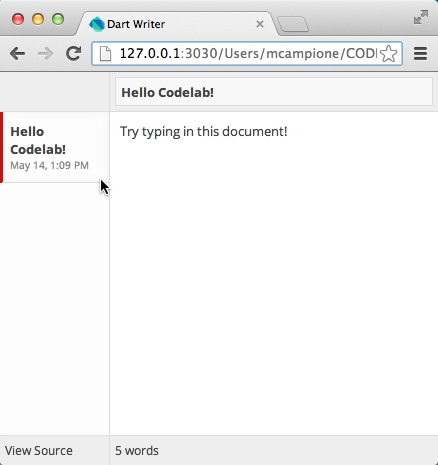 Dart Writer
127.0.0.1:3030/Users/mcampione/COD
Hello Codelab!
Hello
Codelab!
May 14, 1:09 PM
Try typing in this document!
View Source
5 words